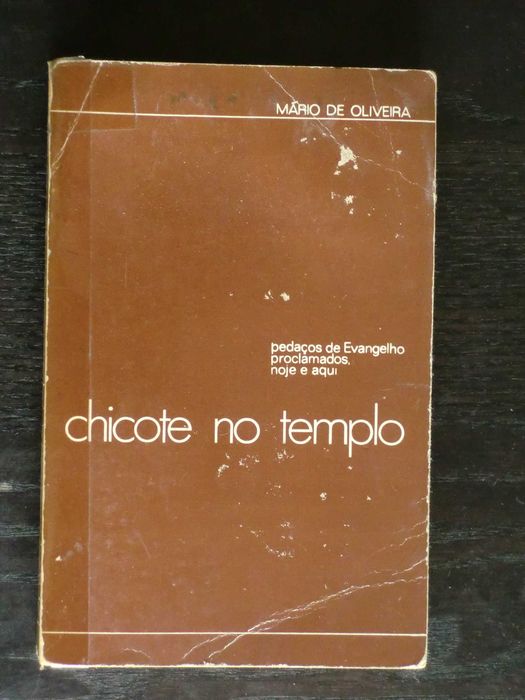 MÁRIO DE OLIVEIRA
pedaços de Evangelho
proclamados,
hoje e aqui
chicote no templo